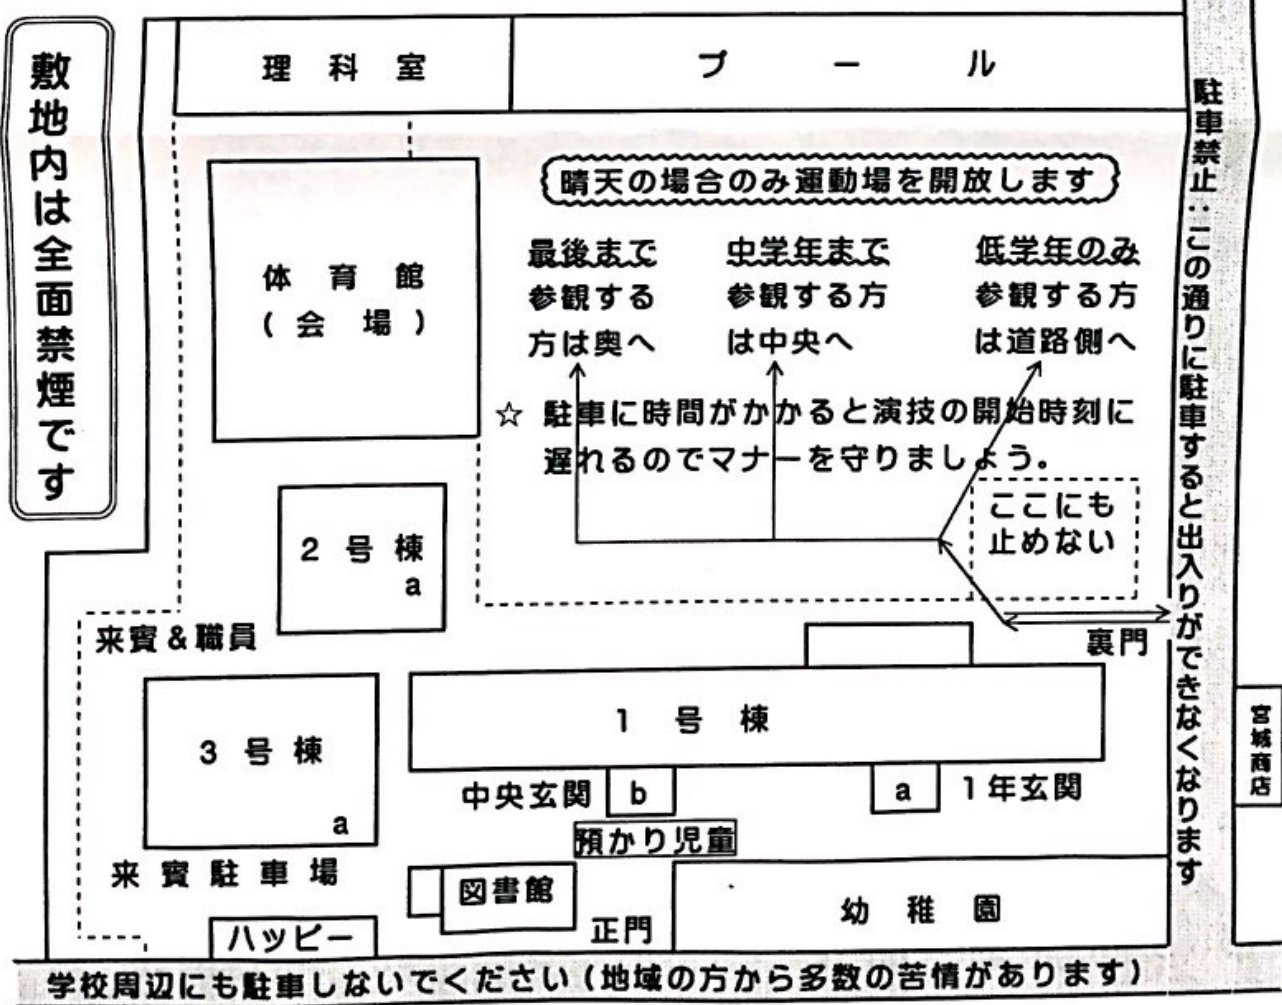 敷地内は全面禁煙です
理科室
プール
駐車禁止：この通りに駐車すると出入りができなくなります
晴天の場合のみ運動場を開放します
体育館
（会場）
最後まで
参観する
方は奥へ
中学年まで
参観する方
は中央へ
低学年のみ
参観する方
は道路側へ
☆ 駐車に時間がかかると演技の開始時刻に
遅れるのでマナーを守りましょう。
ここにも
止めない
2号棟
a
来賓＆職員
裏門
3号棟
a
1号棟
中央玄関
b
a
1年玄関
宮城商店
預かり児童
来賓駐車場
図書館
幼稚園
ハッピー
正門
学校周辺にも駐車しないでください（地域の方から多数の苦情があります）